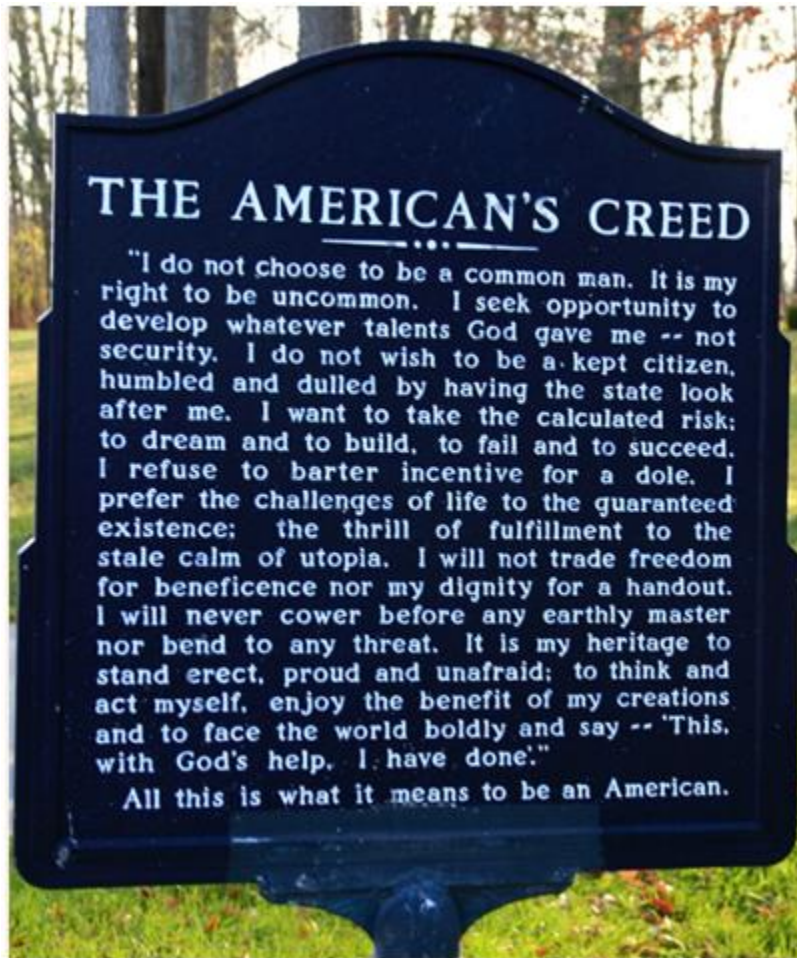 THE AMERICAN'S CREED
"I do not choose to be a common man. It is my
right to be uncommon. I seek opportunity to
develop whatever talents God gave me -- not
security. I do not wish to be a kept citizen,
humbled and dulled by having the state look
after me. I want to take the calculated risk;
to dream and to build, to fail and to succeed.
I refuse to barter incentive for a dole. I
prefer the challenges of life to the guaranteed
existence; the thrill of fulfillment to the
stale calm of utopia. I will not trade freedom
for beneficence nor my dignity for a handout.
I will never cower before any earthly master
nor bend to any threat. It is my heritage to
stand erect, proud and unafraid; to think and
act myself, enjoy the benefit of my creations
and to face the world boldly and say -- 'This,
with God's help, I have done'."
All this is what it means to be an American.